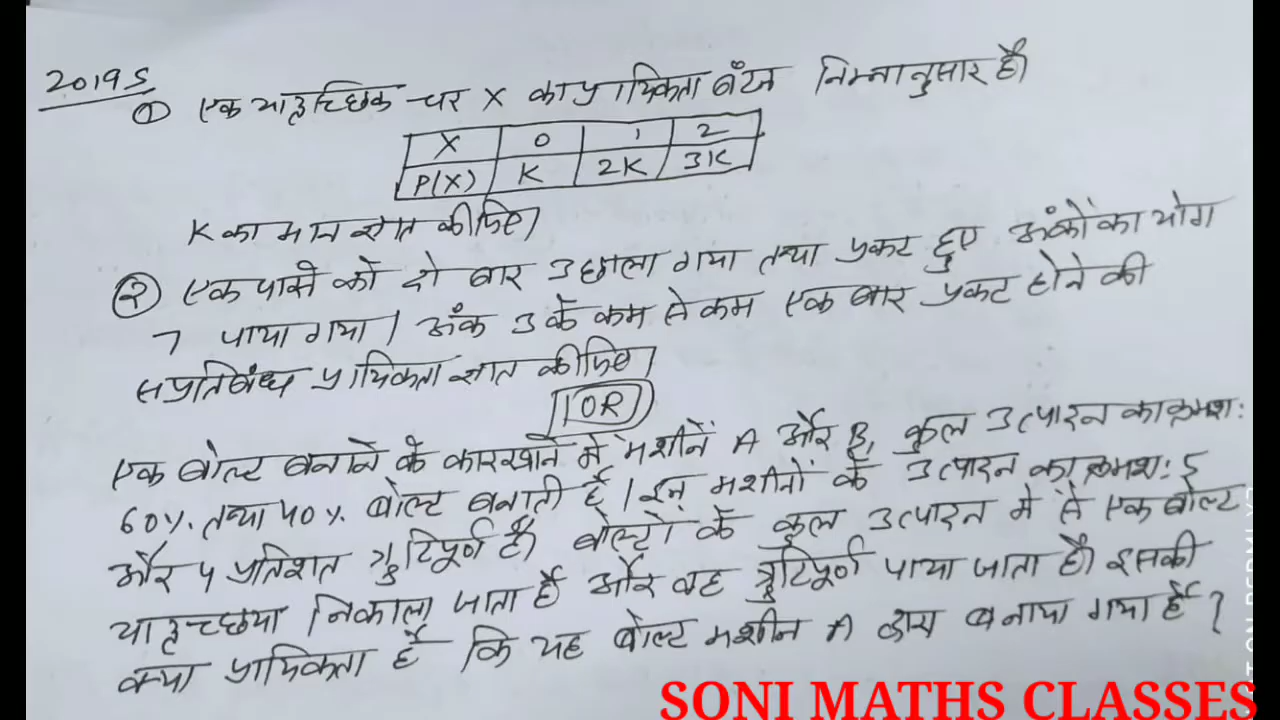 2019 S
① एक यादृच्छिक चर X का प्रायिकता बंटन निम्नानुसार है।
X 0 1 2
P(X) K 2K 3K
K का मान ज्ञात कीजिए।
② एक पासे को दो बार उछाला गया तथा प्रकट हुए अंकों का योग
7 पाया गया। अंक 3 के कम से कम एक बार प्रकट होने की
सप्रतिबंध प्रायिकता ज्ञात कीजिए।
OR
एक बोल्ट बनाने के कारखाने में मशीनें A और B, कुल उत्पादन का क्रमश:
60%. तथा 40%. बोल्ट बनाती हैं। इन मशीनों के उत्पादन का क्रमश: 5
और 4 प्रतिशत त्रुटिपूर्ण है। बोल्टों के कुल उत्पादन में से एक बोल्ट
यादृच्छया निकाला जाता है और वह त्रुटिपूर्ण पाया जाता है। इसकी
क्या प्रायिकता है कि यह बोल्ट मशीन A द्वारा बनाया गया है?
SONI MATHS CLASSES